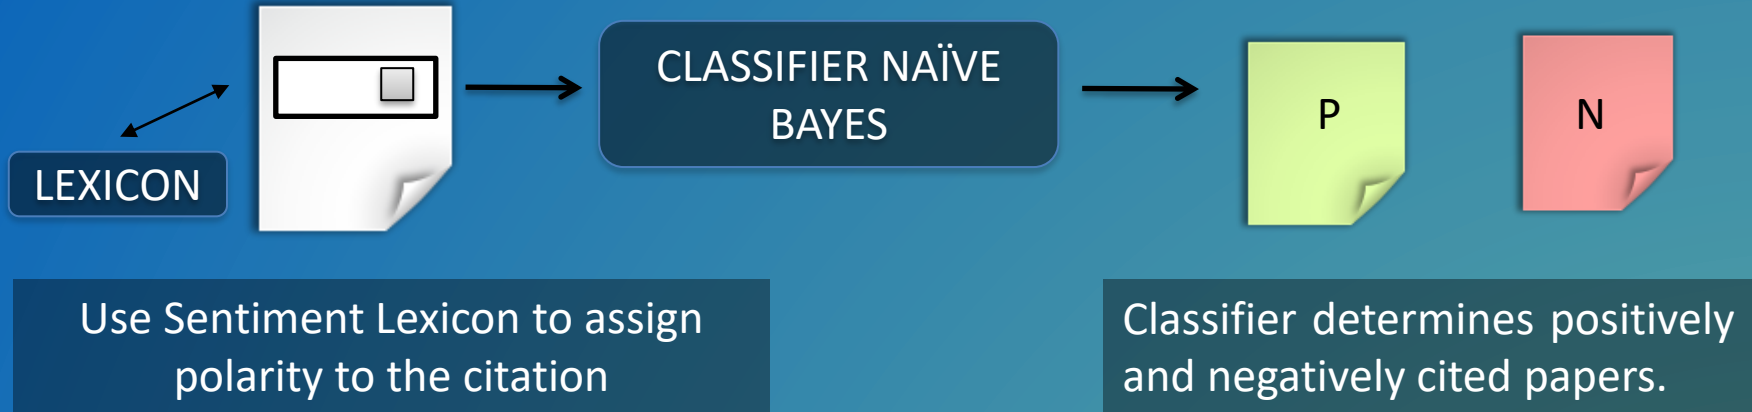 LEXICON
CLASSIFIER NAÏVE
BAYES
P
N
Use Sentiment Lexicon to assign
polarity to the citation
Classifier determines positively
and negatively cited papers.